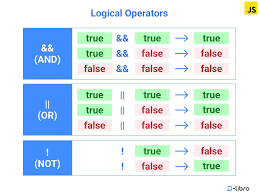 Logical Operators
JS
&&
(AND)
true && true → true
true && false → false
false && false → false
||
(OR)
true || true → true
true || false → true
false || false → false
!
(NOT)
! true → false
! false → true
D-libro